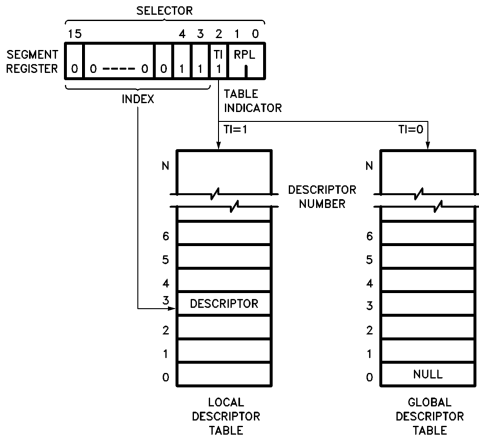 SELECTOR
15 4 3 2 1 0
SEGMENT
REGISTER
TI RPL
0 0 ---- 0 0 1 1 1
INDEX
TABLE
INDICATOR
TI=1 TI=0
N N
DESCRIPTOR
NUMBER
6 6
5 5
4 4
3 DESCRIPTOR 3
2 2
1 1
0 0 NULL
LOCAL
DESCRIPTOR
TABLE
GLOBAL
DESCRIPTOR
TABLE